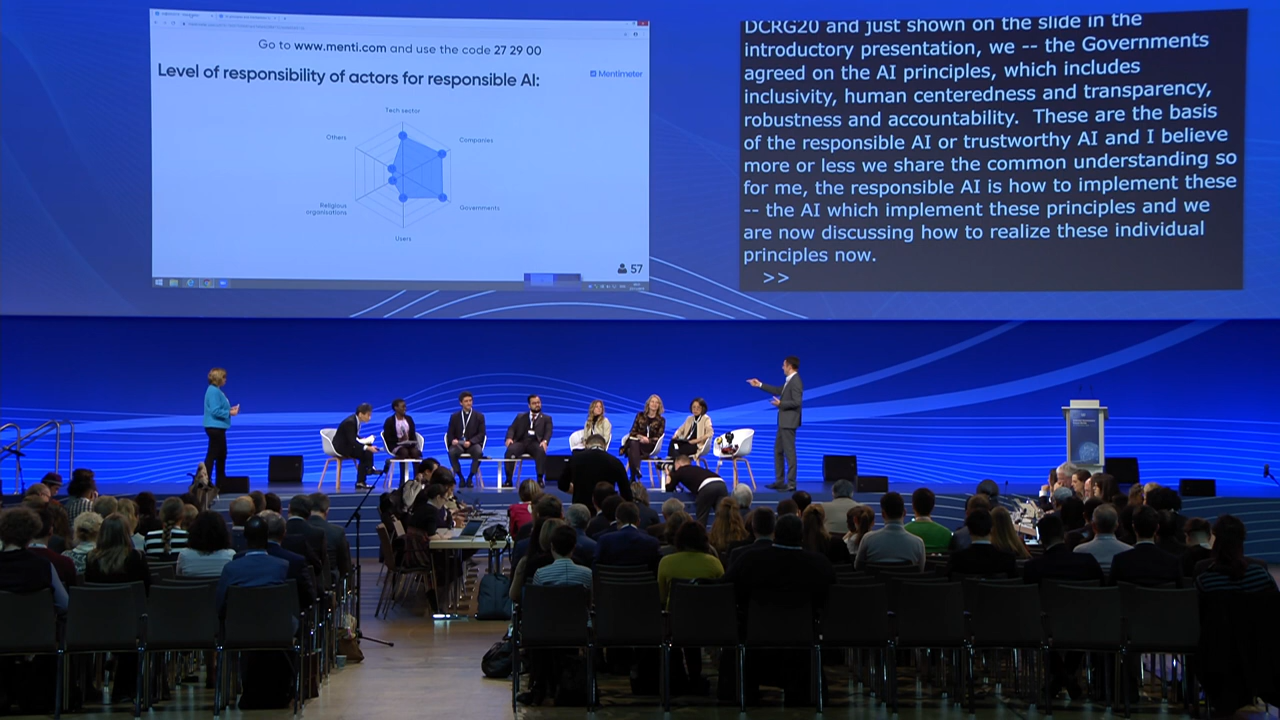 Go to www.menti.com and use the code 27 29 00
Level of responsibility of actors for responsible AI:
Mentimeter
Tech sector
Others
Companies
Religious
organisations
Governments
Users
57
DCRG20 and just shown on the slide in the
introductory presentation, we -- the Governments
agreed on the AI principles, which includes
inclusivity, human centeredness and transparency,
robustness and accountability.  These are the basis
of the responsible AI or trustworthy AI and I believe
more or less we share the common understanding so
for me, the responsible AI is how to implement these
-- the AI which implement these principles and we
are now discussing how to realize these individual
principles now.
>>